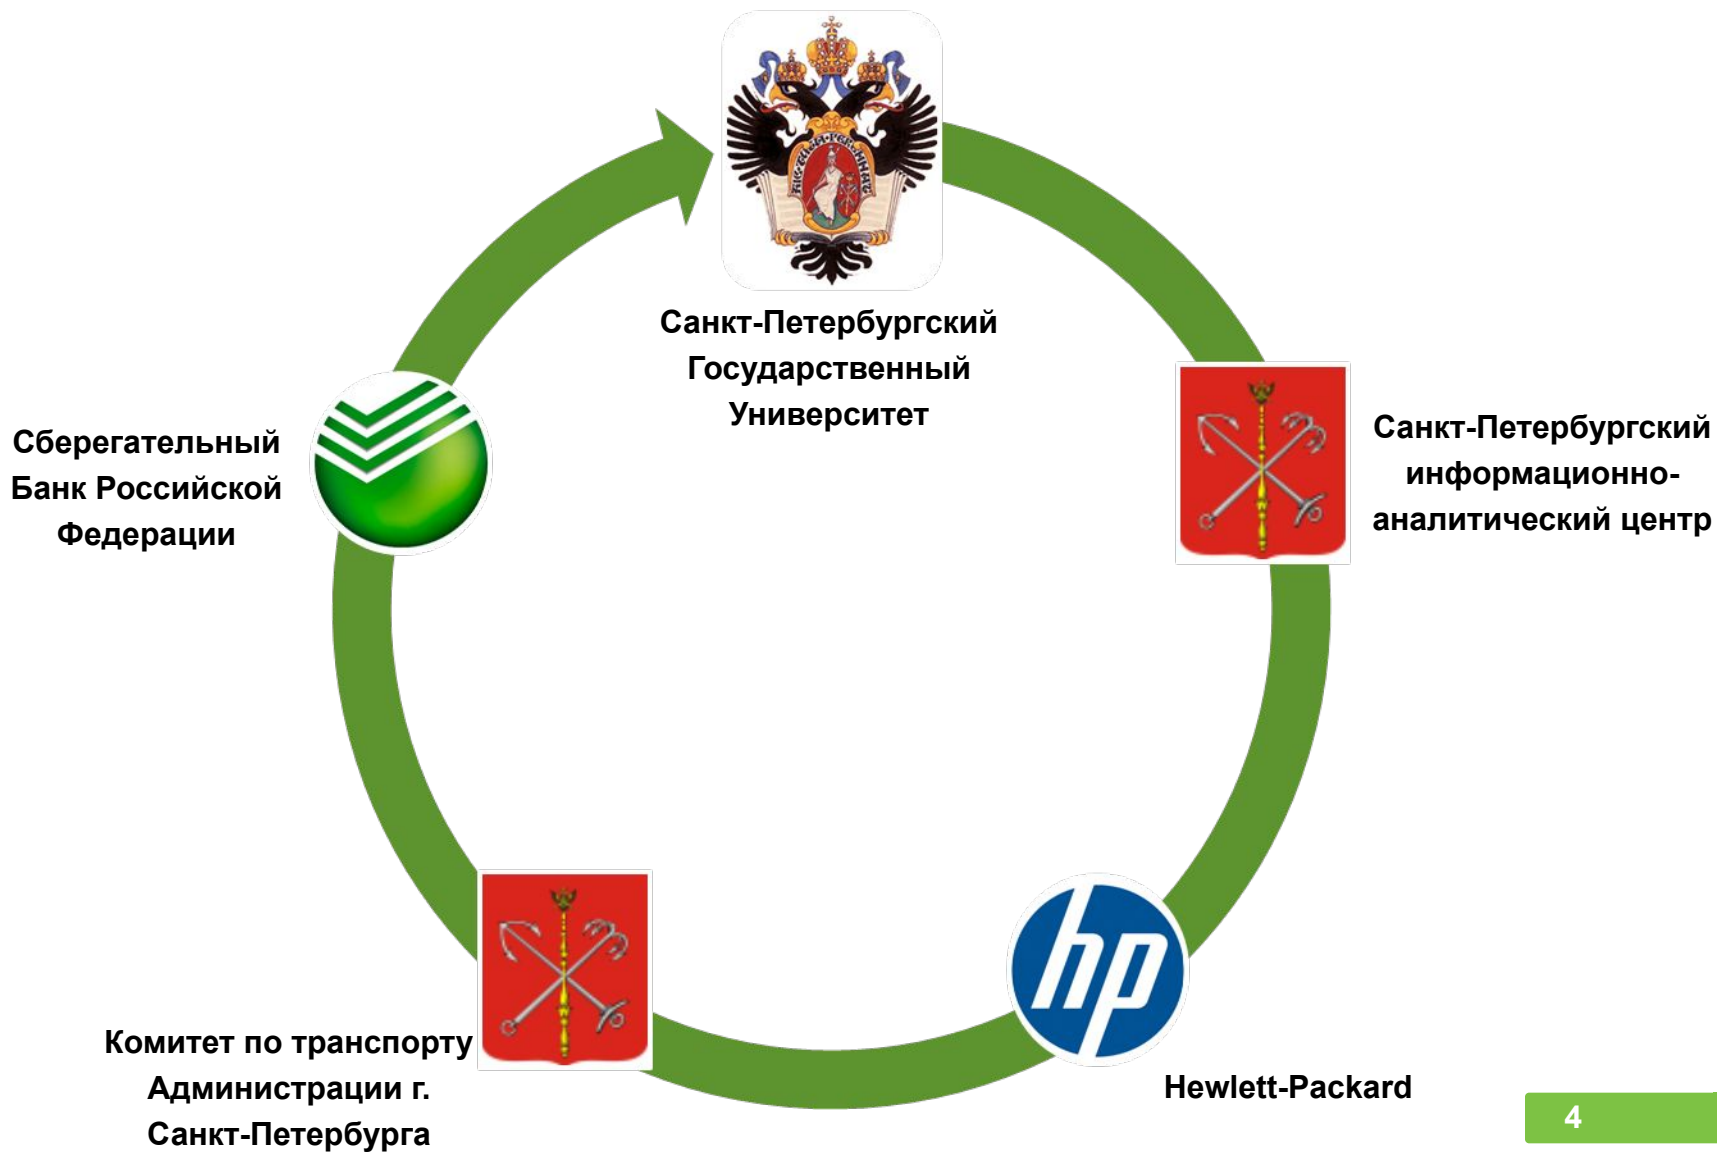 Санкт-Петербургский
Государственный
Университет
Санкт-Петербургский
информационно-
аналитический центр
hp
Hewlett-Packard
Комитет по транспорту
Администрации г.
Санкт-Петербурга
Сберегательный
Банк Российской
Федерации
4